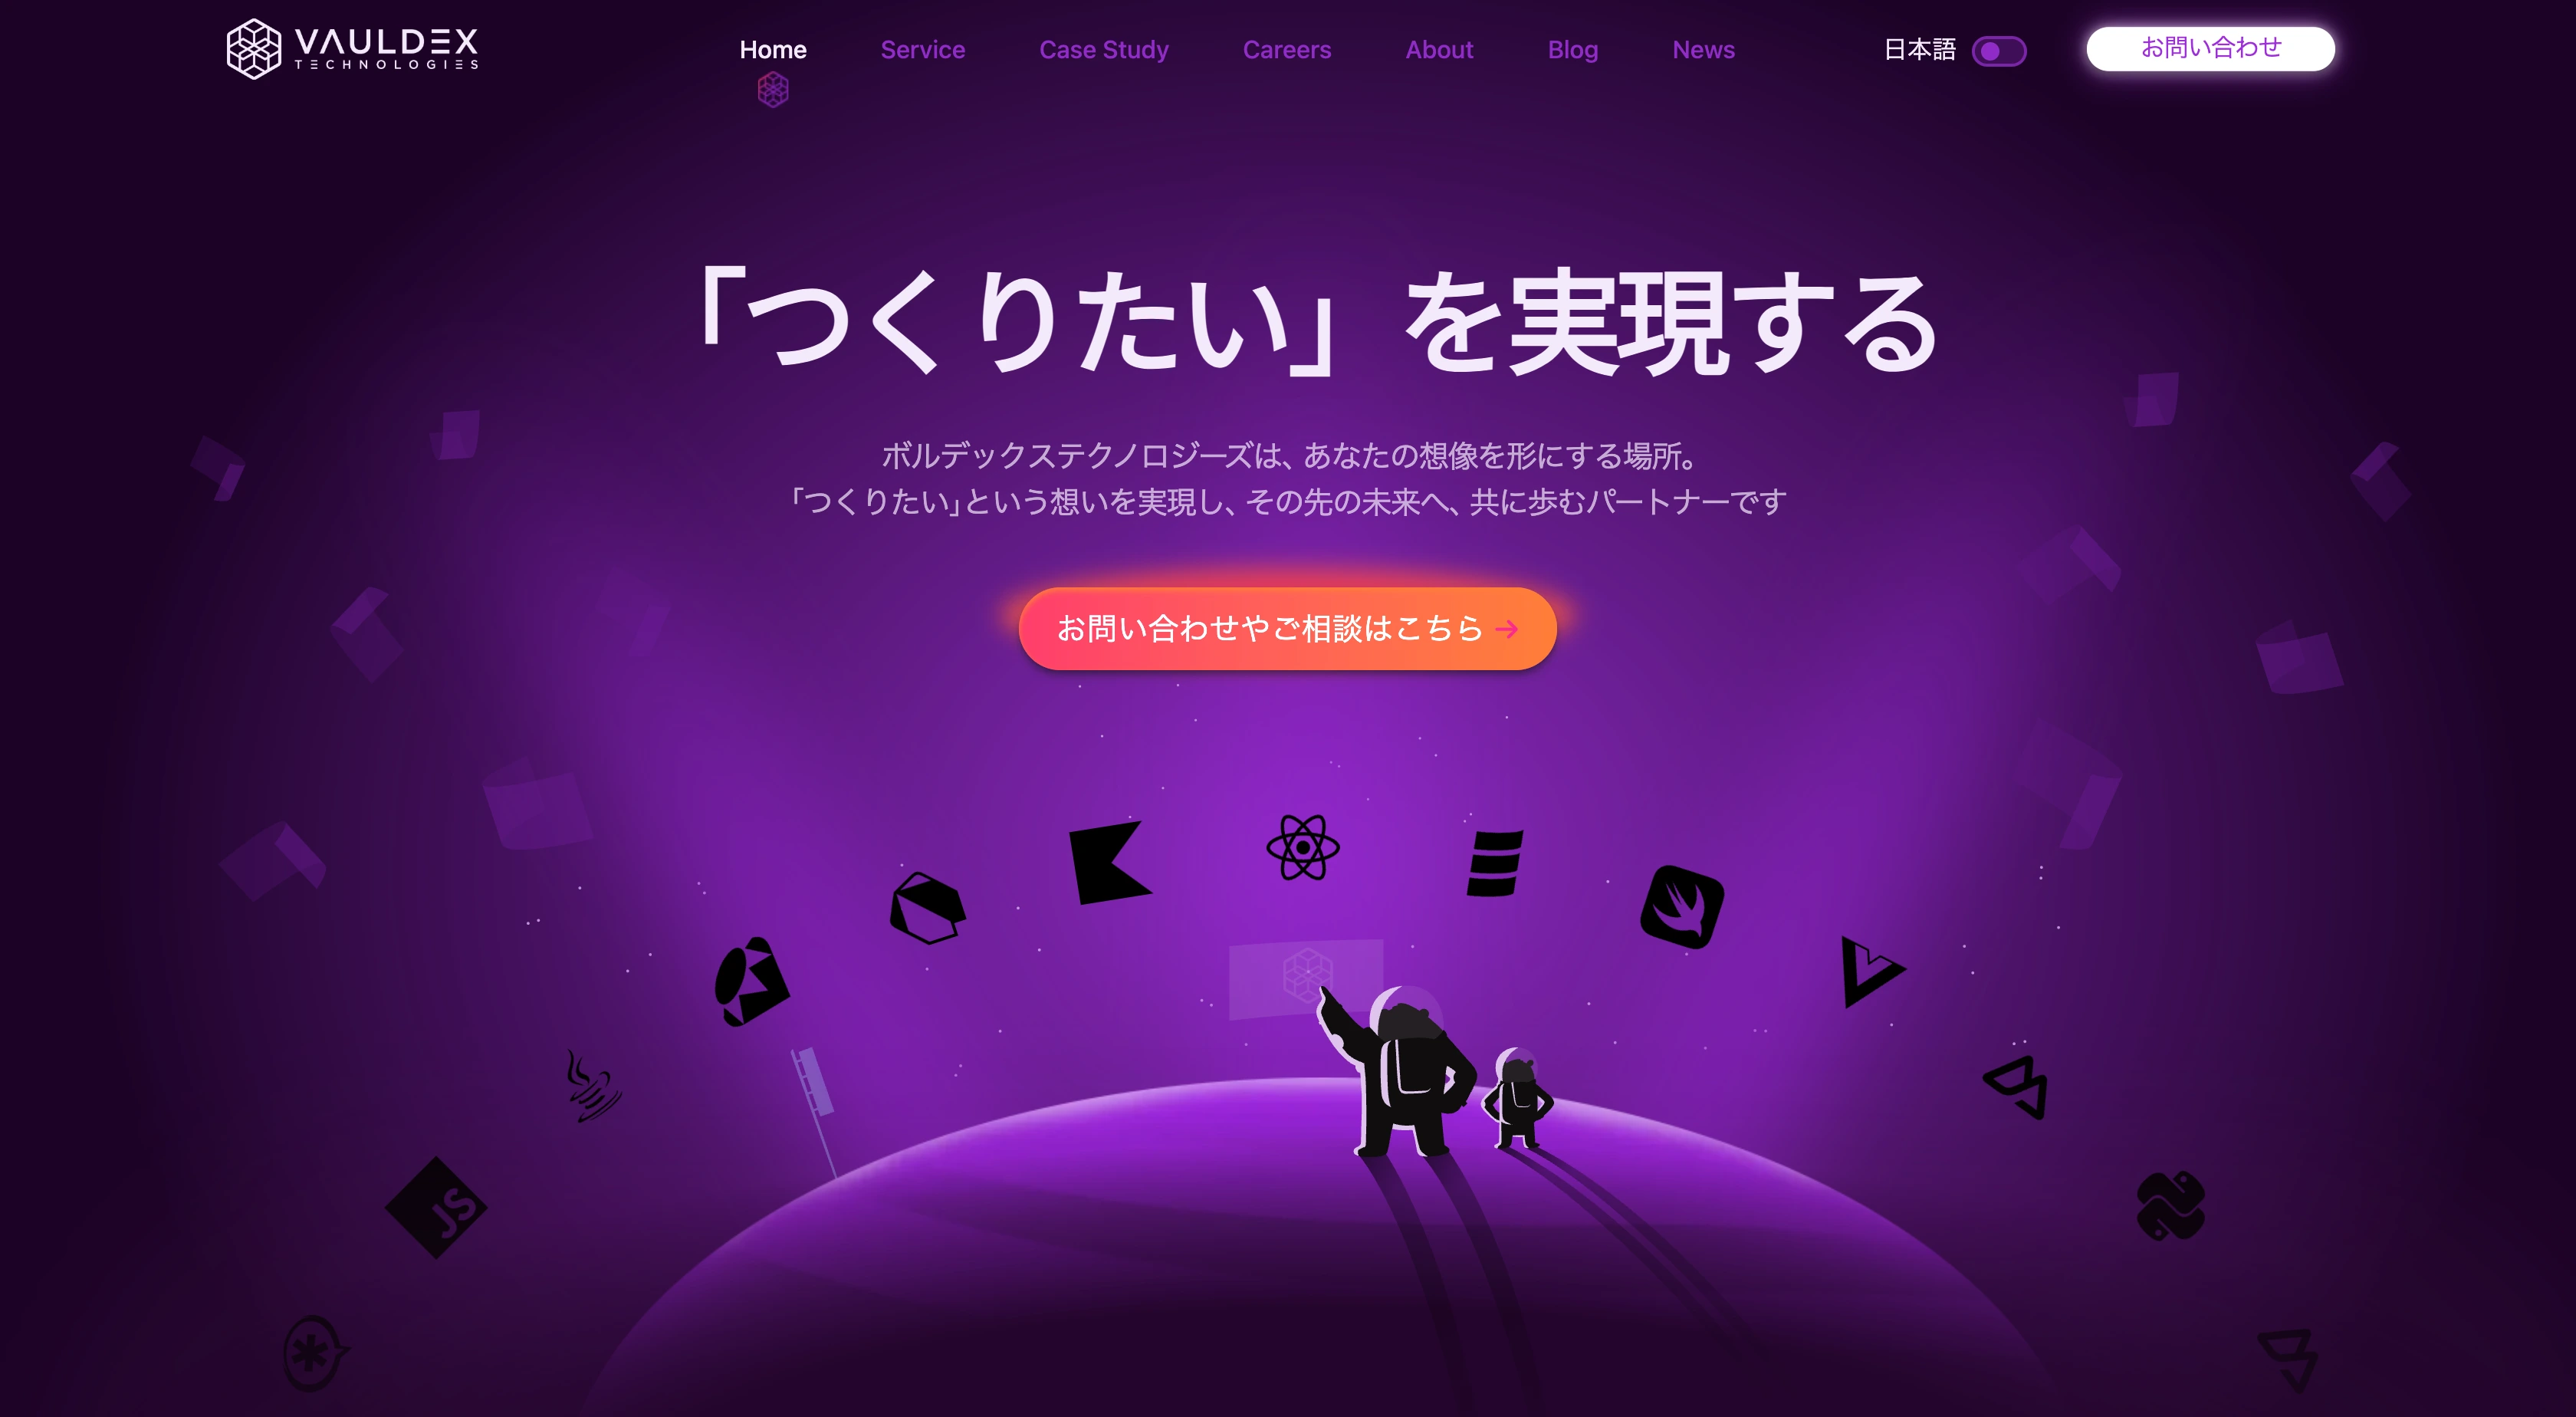 VAULDEX
TECHNOLOGIES
Home
Service
Case Study
Careers
About
Blog
News
日本語
お問い合わせ
「つくりたい」を実現する
ボルデックステクノロジーズは、あなたの想像を形にする場所。
「つくりたい」という想いを実現し、その先の未来へ、共に歩むパートナーです
お問い合わせやご相談はこちら →
JS